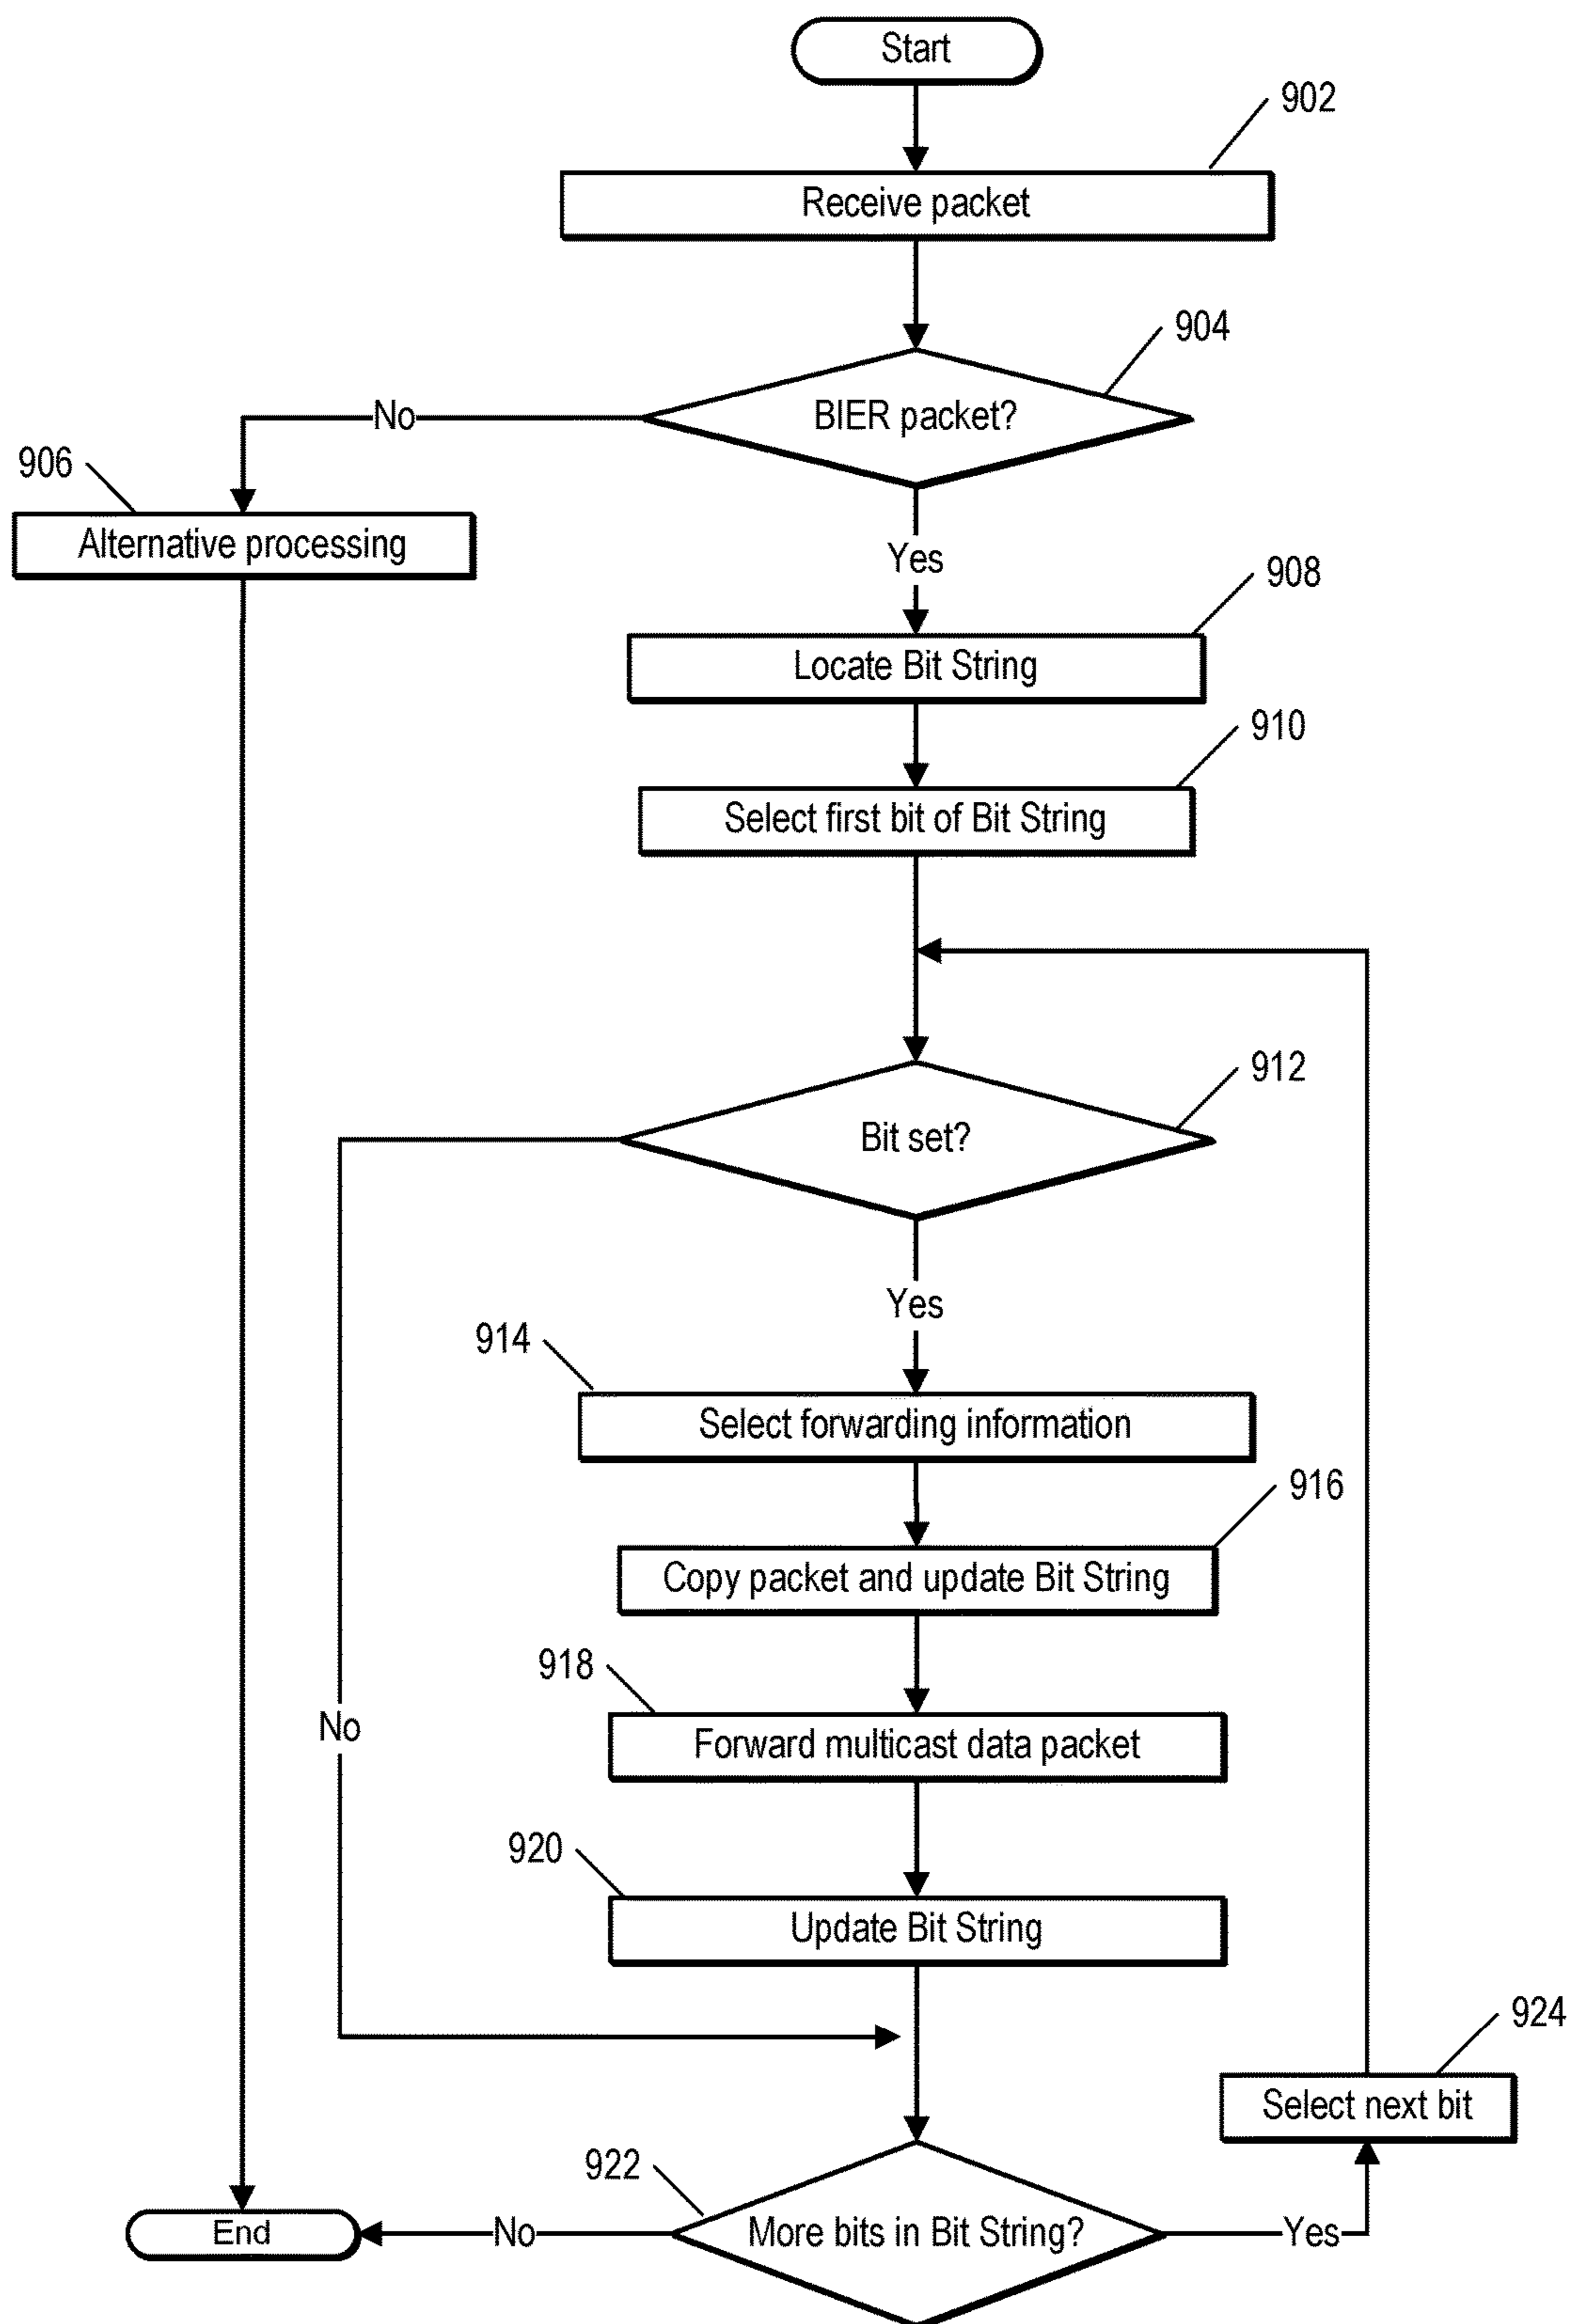 Start
902
Receive packet
904
BIER packet?
No
906
Alternative processing
Yes
908
Locate Bit String
910
Select first bit of Bit String
912
Bit set?
Yes
914
Select forwarding information
916
Copy packet and update Bit String
918
Forward multicast data packet
No
920
Update Bit String
924
Select next bit
922
More bits in Bit String?
Yes
No
End